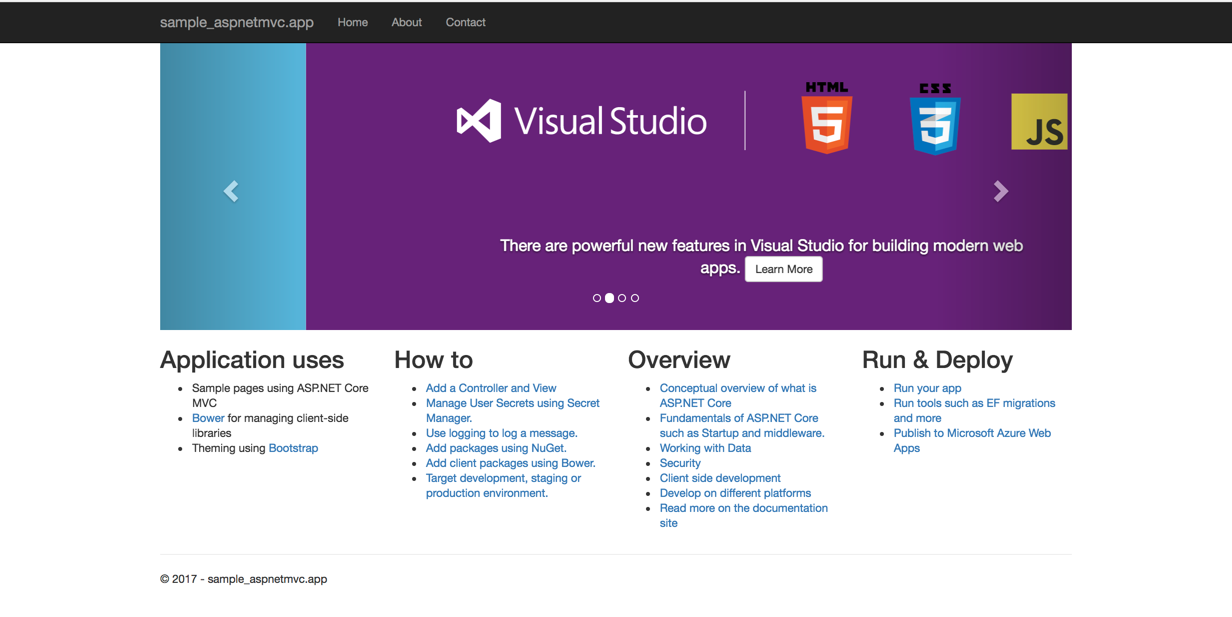 sample_aspnetmvc.app Home About Contact
Visual Studio
HTML
5
CSS
3
JS
There are powerful new features in Visual Studio for building modern web
apps. Learn More
Application uses
Sample pages using ASP.NET Core
MVC
Bower for managing client-side
libraries
Theming using Bootstrap
How to
Add a Controller and View
Manage User Secrets using Secret
Manager.
Use logging to log a message.
Add packages using NuGet.
Add client packages using Bower.
Target development, staging or
production environment.
Overview
Conceptual overview of what is
ASP.NET Core
Fundamentals of ASP.NET Core
such as Startup and middleware.
Working with Data
Security
Client side development
Develop on different platforms
Read more on the documentation
site
Run & Deploy
Run your app
Run tools such as EF migrations
and more
Publish to Microsoft Azure Web
Apps
© 2017 - sample_aspnetmvc.app